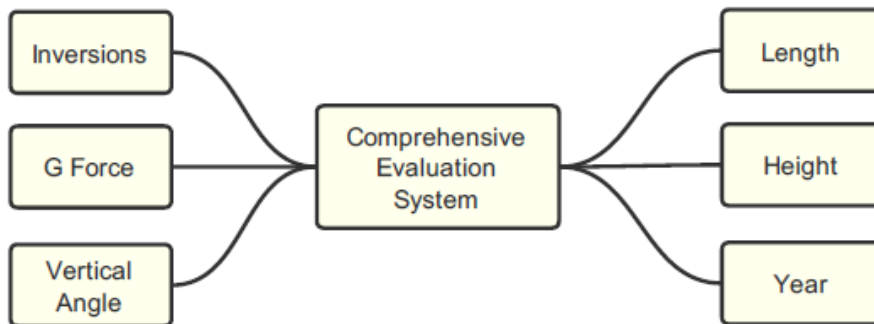 Inversions
G Force
Vertical
Angle
Comprehensive
Evaluation
System
Length
Height
Year